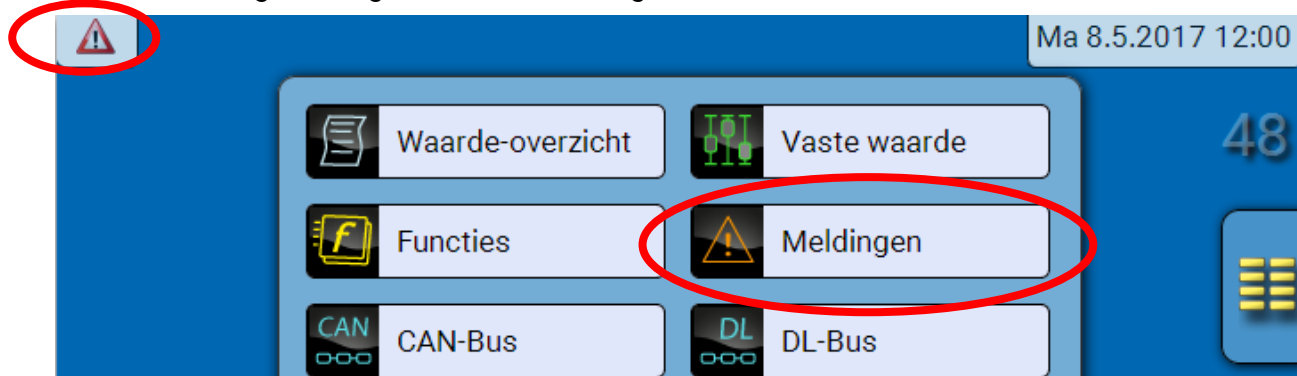 Ma 8.5.2017 12:00
48
Waarde-overzicht
Vaste waarde
f Functies
Meldingen
CAN CAN-Bus
DL DL-Bus